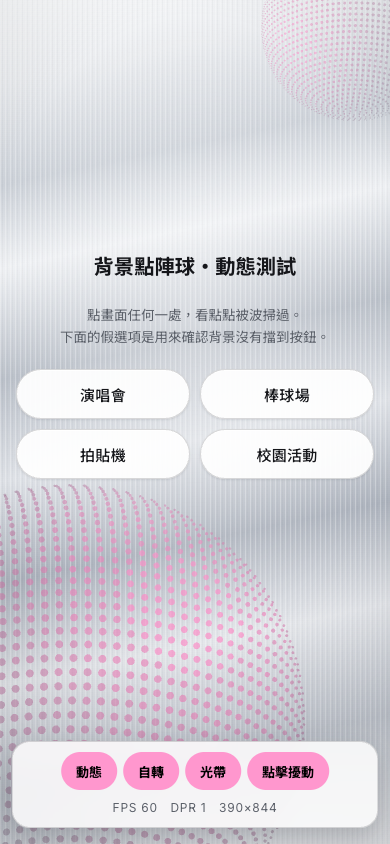 背景點陣球・動態測試
點畫面任何一處，看點點被波掃過。
下面的假選項是用來確認背景沒有擋到按鈕。
演唱會
棒球場
拍貼機
校園活動
動態
自轉
光帶
點擊擾動
FPS 60 DPR 1 390×844